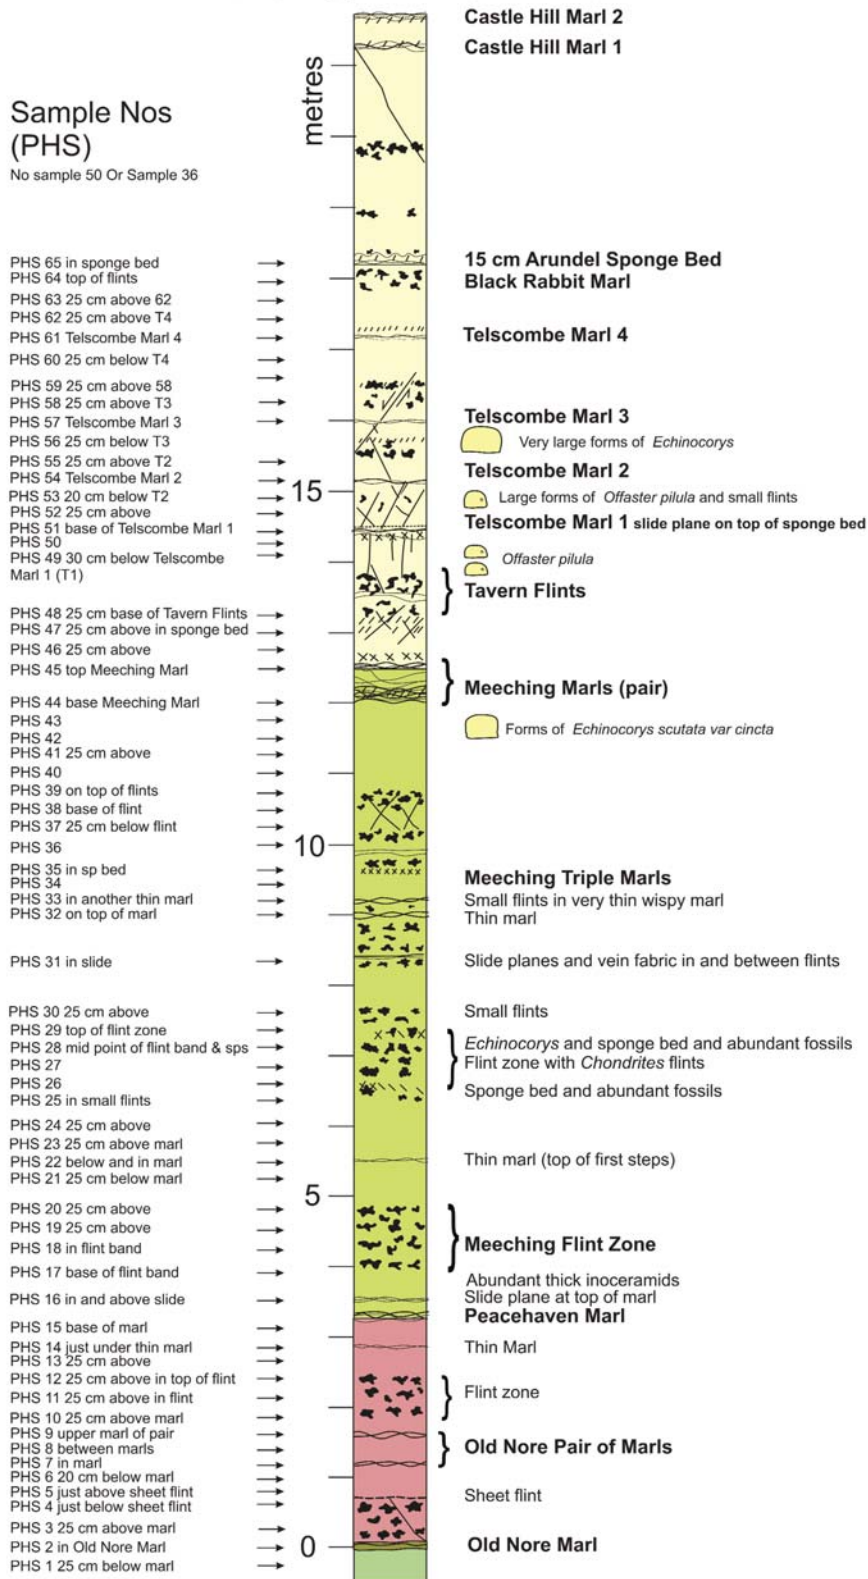 Castle Hill Marl 2
Castle Hill Marl 1
metres
Sample Nos
(PHS)
No sample 50 Or Sample 36
PHS 65 in sponge bed
15 cm Arundel Sponge Bed
PHS 64 top of flints
Black Rabbit Marl
PHS 63 25 cm above 62
PHS 62 25 cm above T4
PHS 61 Telscombe Marl 4
Telscombe Marl 4
PHS 60 25 cm below T4
PHS 59 25 cm above 58
PHS 58 25 cm above T3
PHS 57 Telscombe Marl 3
Telscombe Marl 3
PHS 56 25 cm below T3
Very large forms of Echinocorys
PHS 55 25 cm above T2
PHS 54 Telscombe Marl 2
Telscombe Marl 2
15
PHS 53 20 cm below T2
Large forms of Offaster pilula and small flints
PHS 52 25 cm above
PHS 51 base of Telscombe Marl 1
Telscombe Marl 1 slide plane on top of sponge bed
PHS 50
PHS 49 30 cm below Telscombe
Marl 1 (T1)
Offaster pilula
Tavern Flints
PHS 48 25 cm base of Tavern Flints
PHS 47 25 cm above in sponge bed
PHS 46 25 cm above
PHS 45 top Meeching Marl
Meeching Marls (pair)
PHS 44 base Meeching Marl
PHS 43
Forms of Echinocorys scutata var cincta
PHS 42
PHS 41 25 cm above
PHS 40
PHS 39 on top of flints
PHS 38 base of flint
PHS 37 25 cm below flint
PHS 36
10
PHS 35 in sp bed
Meeching Triple Marls
PHS 34
PHS 33 in another thin marl
Small flints in very thin wispy marl
PHS 32 on top of marl
Thin marl
PHS 31 in slide
Slide planes and vein fabric in and between flints
PHS 30 25 cm above
Small flints
PHS 29 top of flint zone
PHS 28 mid point of flint band & sps
Echinocorys and sponge bed and abundant fossils
PHS 27
Flint zone with Chondrites flints
PHS 26
PHS 25 in small flints
Sponge bed and abundant fossils
PHS 24 25 cm above
PHS 23 25 cm above marl
PHS 22 below and in marl
Thin marl (top of first steps)
PHS 21 25 cm below marl
5
PHS 20 25 cm above
PHS 19 25 cm above
PHS 18 in flint band
Meeching Flint Zone
PHS 17 base of flint band
Abundant thick inoceramids
PHS 16 in and above slide
Slide plane at top of marl
Peacehaven Marl
PHS 15 base of marl
PHS 14 just under thin marl
Thin Marl
PHS 13 25 cm above
PHS 12 25 cm above in top of flint
PHS 11 25 cm above in flint
Flint zone
PHS 10 25 cm above marl
PHS 9 upper marl of pair
PHS 8 between marls
Old Nore Pair of Marls
PHS 7 in marl
PHS 6 20 cm below marl
PHS 5 just above sheet flint
Sheet flint
PHS 4 just below sheet flint
PHS 3 25 cm above marl
PHS 2 in Old Nore Marl
0
Old Nore Marl
PHS 1 25 cm below marl